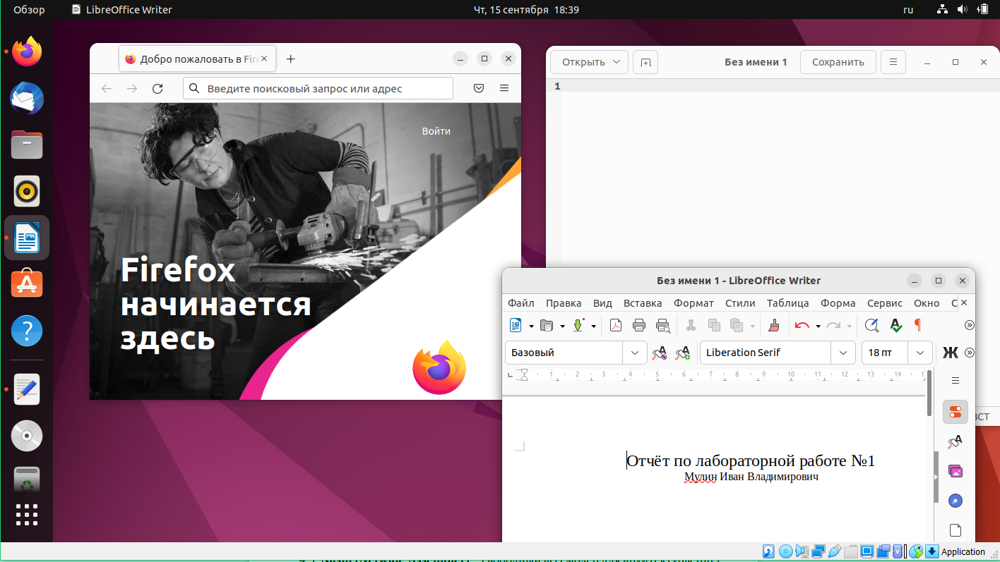 Обзор
LibreOffice Writer
Чт, 15 сентября 18:39
ru
Добро пожаловать в Fire
Введите поисковый запрос или адрес
Войти
Firefox
начинается
здесь
Открыть
Без имени 1
Сохранить
1
Без имени 1 - LibreOffice Writer
Файл Правка Вид Вставка Формат Стили Таблица Форма Сервис Окно С
Базовый
Liberation Serif
18 пт
Ж
1 2 3 4 5 6 7 8 9 10 11 12 13 14
ВСТ
Отчёт по лабораторной работе №1
Мулин Иван Владимирович
Application